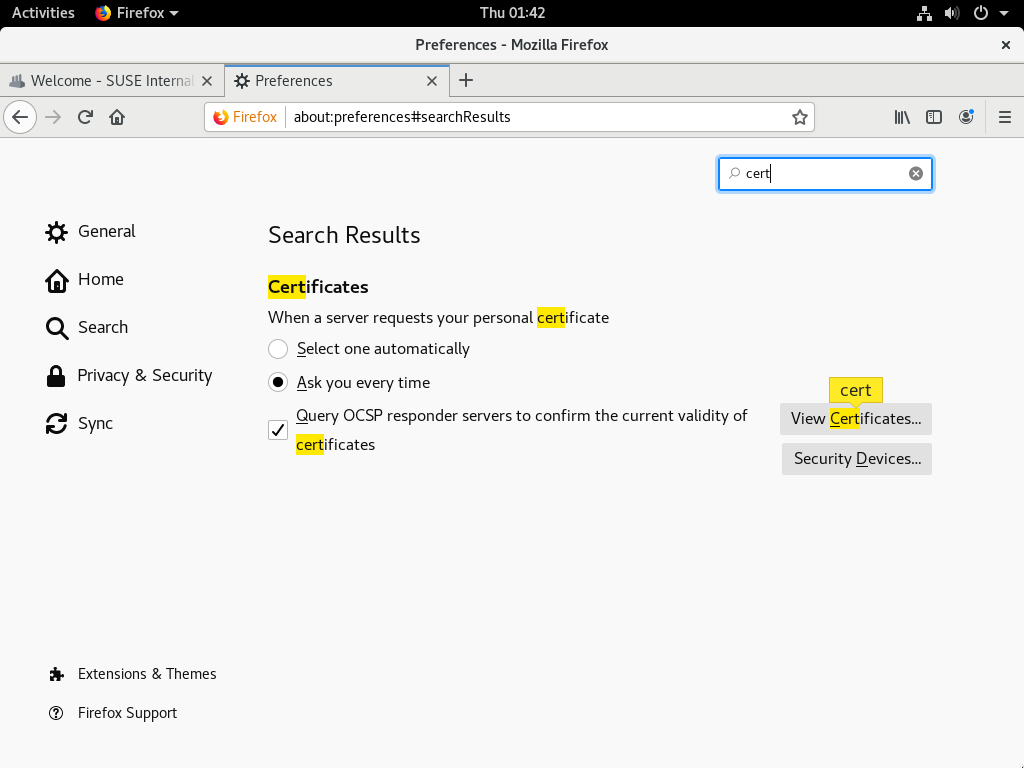 Activities Firefox Thu 01:42
Preferences - Mozilla Firefox
Welcome - SUSE Internal Preferences
Firefox about:preferences#searchResults
cert
General
Home
Search
Privacy & Security
Sync
Search Results
Certificates
When a server requests your personal certificate
Select one automatically
Ask you every time
Query OCSP responder servers to confirm the current validity of
certificates
cert
View Certificates...
Security Devices...
Extensions & Themes
Firefox Support